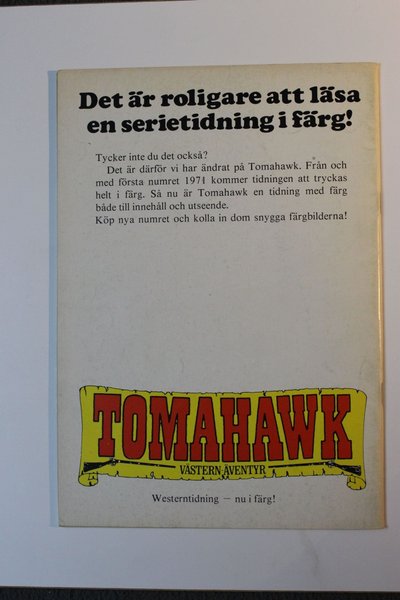 Det är roligare att läsa
en serietidning i färg!
Tycker inte du det också?
Det är därför vi har ändrat på Tomahawk. Från och
med första numret 1971 kommer tidningen att tryckas
helt i färg. Så nu är Tomahawk en tidning med färg
både till innehåll och utseende.
Köp nya numret och kolla in dom snygga färgbilderna!
TOMAHAWK
VÄSTERN-ÄVENTYR
Westerntidning — nu i färg!